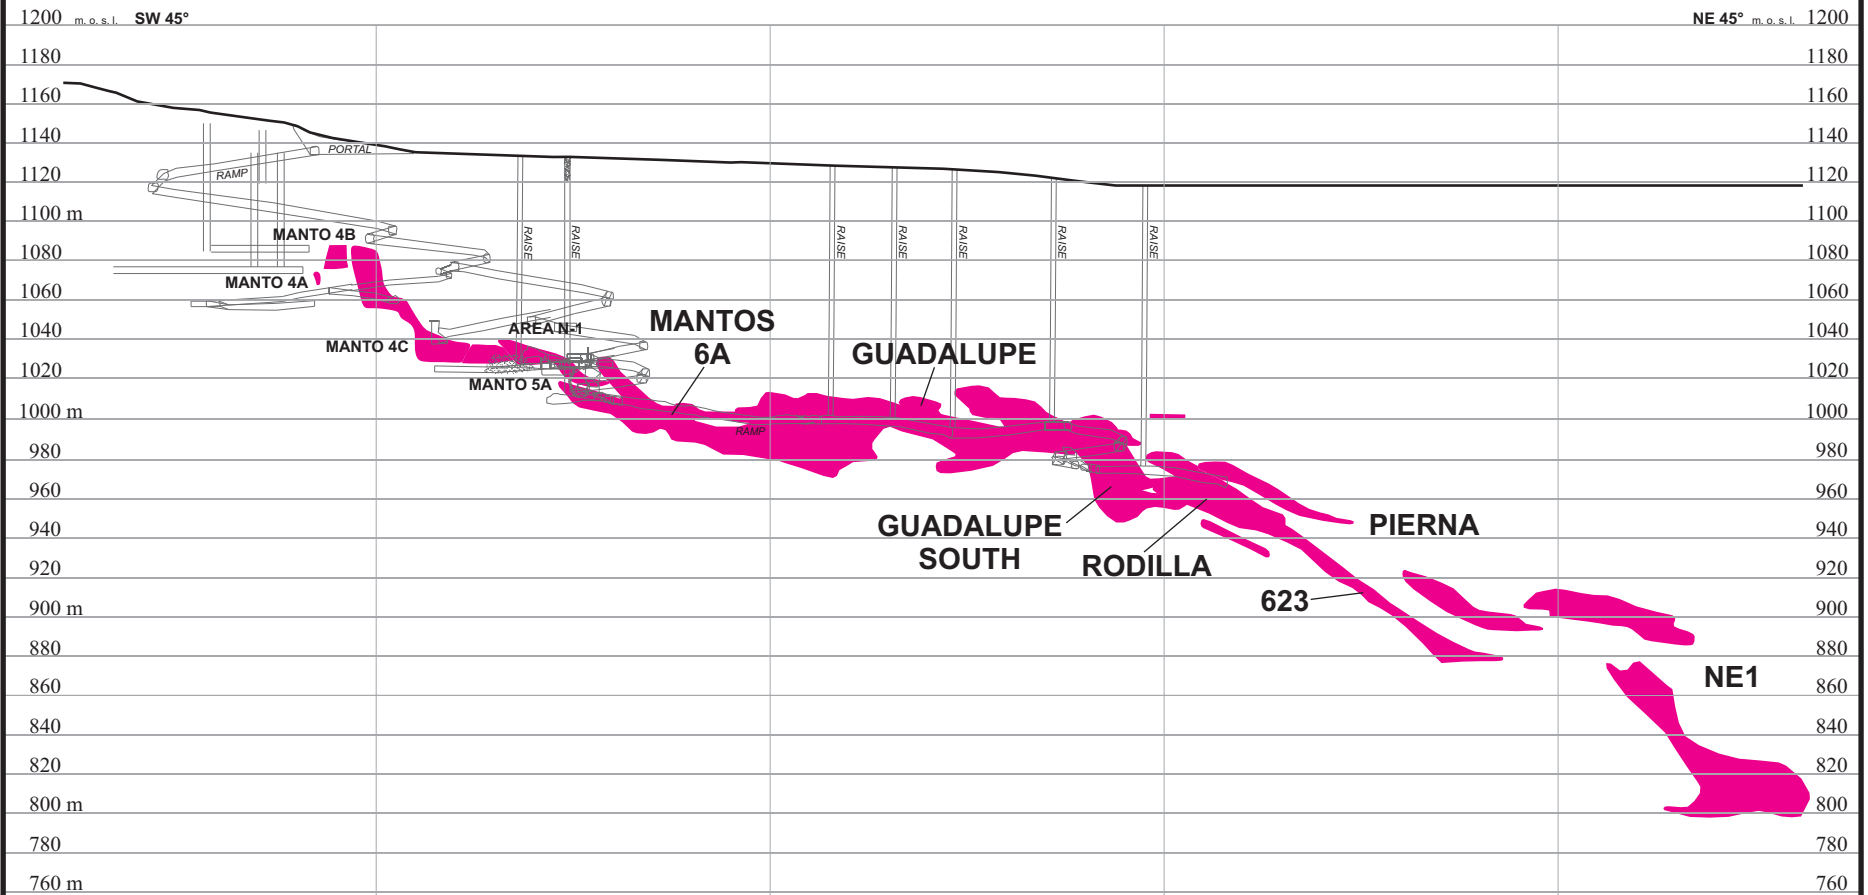 1200 m. o. s. l. SW 45° NE 45° m. o. s. l. 1200
1180 1180
1160 1160
1140 1140
PORTAL
RAMP
1120 1120
1100 m 1100
MANTO 4B
RAISE RAISE RAISE RAISE RAISE RAISE RAISE
1080 1080
MANTO 4A
1060 1060
AREA N-1
MANTOS
6A
1040 1040
MANTO 4C
GUADALUPE
1020 1020
MANTO 5A
1000 m 1000
RAMP
980 980
960 960
GUADALUPE
SOUTH
PIERNA
940 940
RODILLA
920 920
623
900 m 900
880 880
NE1
860 860
840 840
820 820
800 m 800
780 780
760 m 760